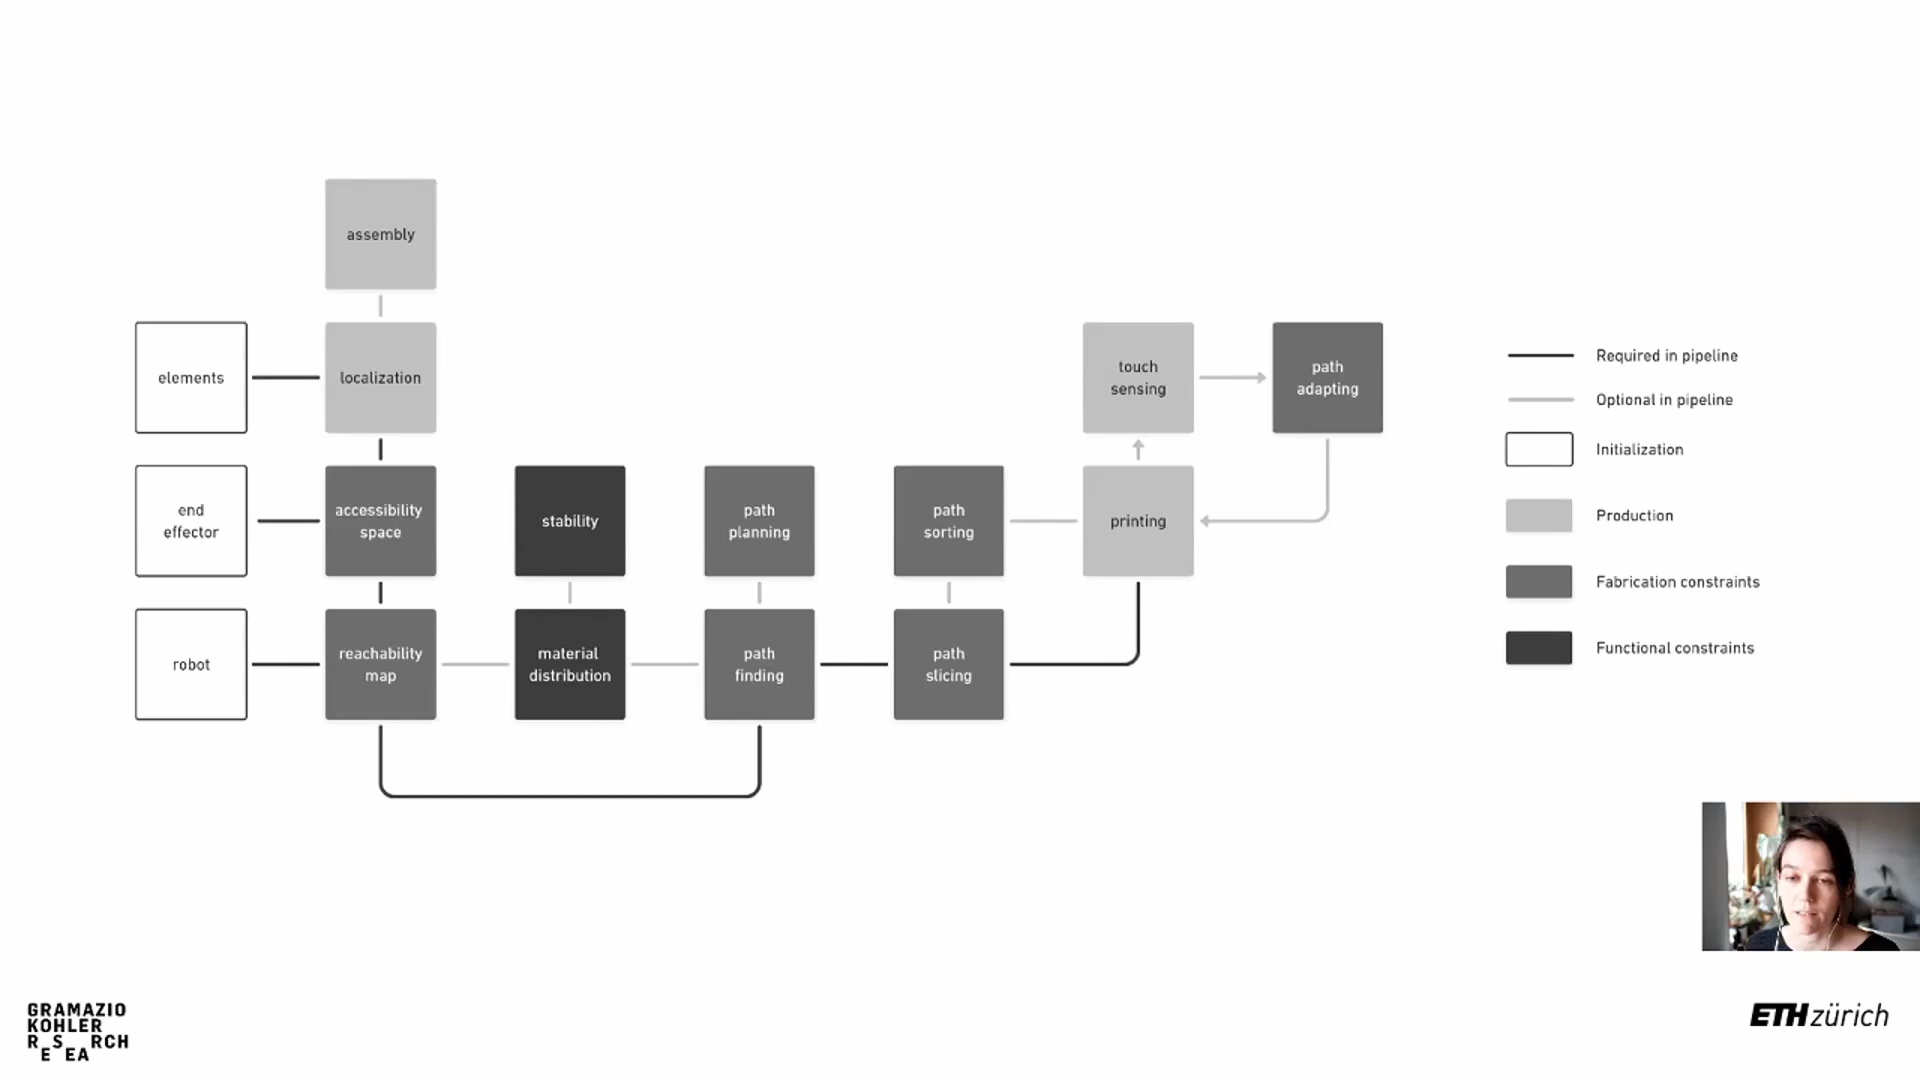 assembly
elements
localization
touch
sensing
path
adapting
end
effector
accessibility
space
stability
path
planning
path
sorting
printing
robot
reachability
map
material
distribution
path
finding
path
slicing
Required in pipeline
Optional in pipeline
Initialization
Production
Fabrication constraints
Functional constraints
GRAMAZIO
KOHLER
R S RCH
E EA
ETH zürich